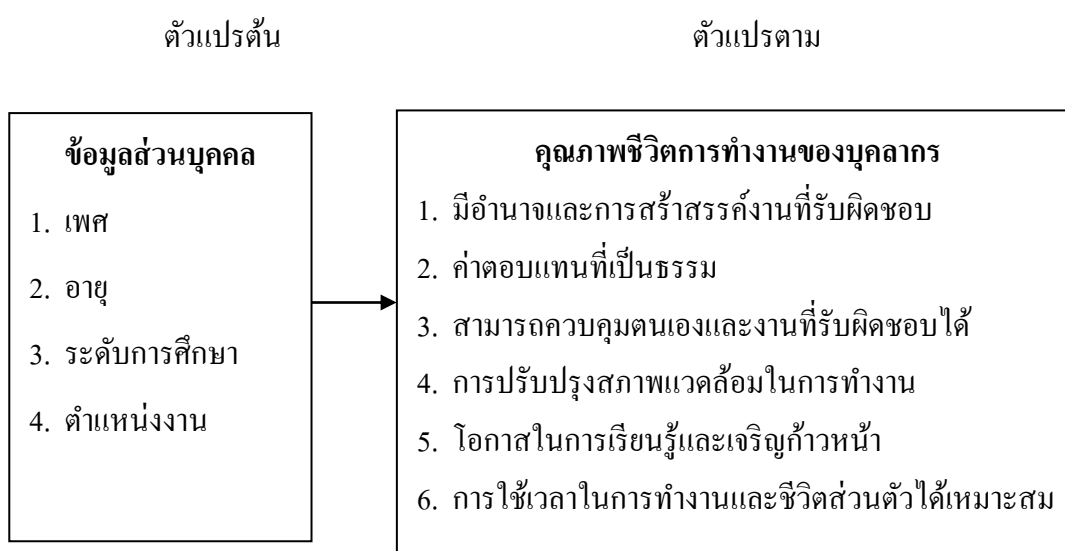 ตัวแปรต้น
ตัวแปรตาม
ข้อมูลส่วนบุคคล
1. เพศ
2. อายุ
3. ระดับการศึกษา
4. ตำแหน่งงาน
คุณภาพชีวิตการทำงานของบุคลากร
1. มีอำนาจและการสร้าสรรค์งานที่รับผิดชอบ
2. ค่าตอบแทนที่เป็นธรรม
3. สามารถควบคุมตนเองและงานที่รับผิดชอบได้
4. การปรับปรุงสภาพแวดล้อมในการทำงาน
5. โอกาสในการเรียนรู้และเจริญก้าวหน้า
6. การใช้เวลาในการทำงานและชีวิตส่วนตัวได้เหมาะสม